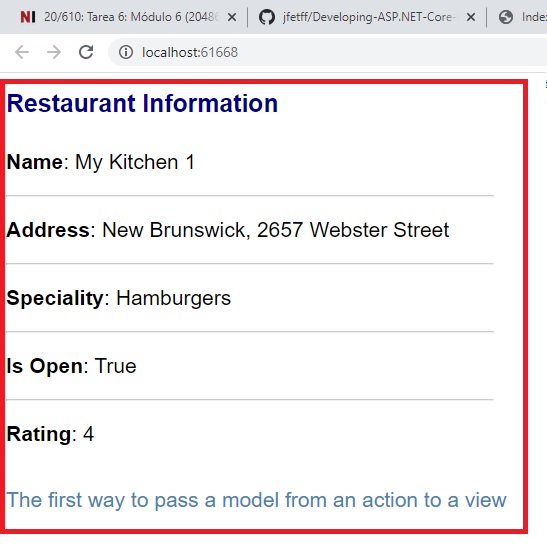 NI 20/610: Tarea 6: Módulo 6 (20486 jfetff/Developing-ASP.NET-Core- Index
localhost:61668
Restaurant Information
Name: My Kitchen 1
Address: New Brunswick, 2657 Webster Street
Speciality: Hamburgers
Is Open: True
Rating: 4
The first way to pass a model from an action to a view